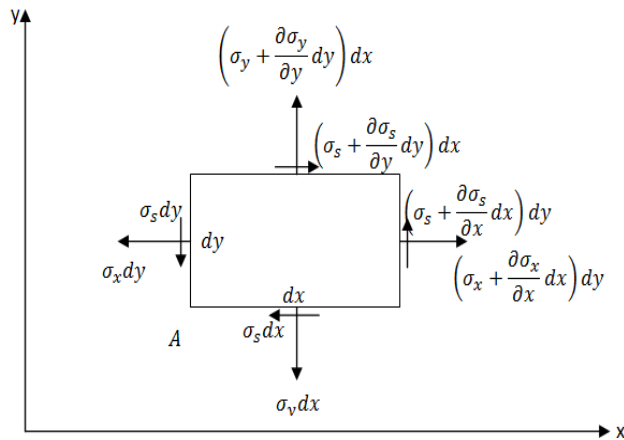 y
(σ_y + ∂σ_y/∂y dy) dx
(σ_s + ∂σ_s/∂y dy) dx
σ_s dy
(σ_s + ∂σ_s/∂x dx) dy
dy
σ_x dy
(σ_x + ∂σ_x/∂x dx) dy
dx
A
σ_s dx
σ_v dx
x